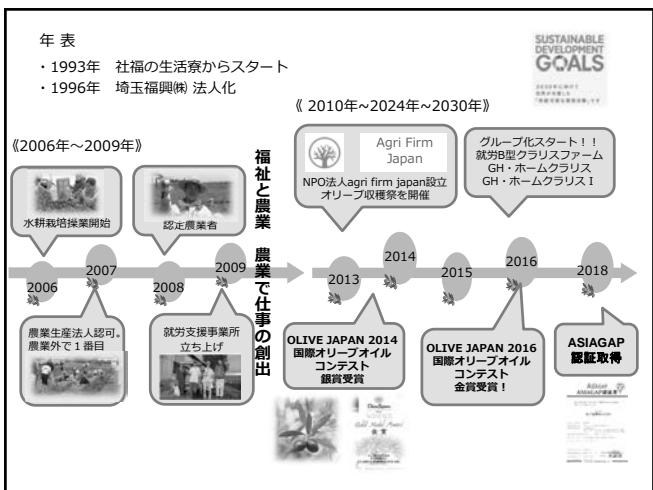 年 表
・1993年　社福の生活寮からスタート
・1996年　埼玉福興㈱ 法人化
SUSTAINABLE
DEVELOPMENT
GOALS
《2006年～2009年》
《 2010年~2024年~2030年》
水耕栽培操業開始
認定農業者
福祉と農業　農業で仕事の創出
Agri Firm
Japan
NPO法人agri firm japan設立
オリーブ収穫祭を開催
グループ化スタート！！
就労B型クラリスファーム
GH・ホームクラリス
GH・ホームクラリスⅠ
2006
2007
2008
2009
2013
2014
2015
2016
2018
農業生産法人認可。
農業外で１番目
就労支援事業所
立ち上げ
OLIVE JAPAN 2014
国際オリーブオイル
コンテスト
銀賞受賞
OLIVE JAPAN 2016
国際オリーブオイル
コンテスト
金賞受賞！
ASIAGAP
認証取得